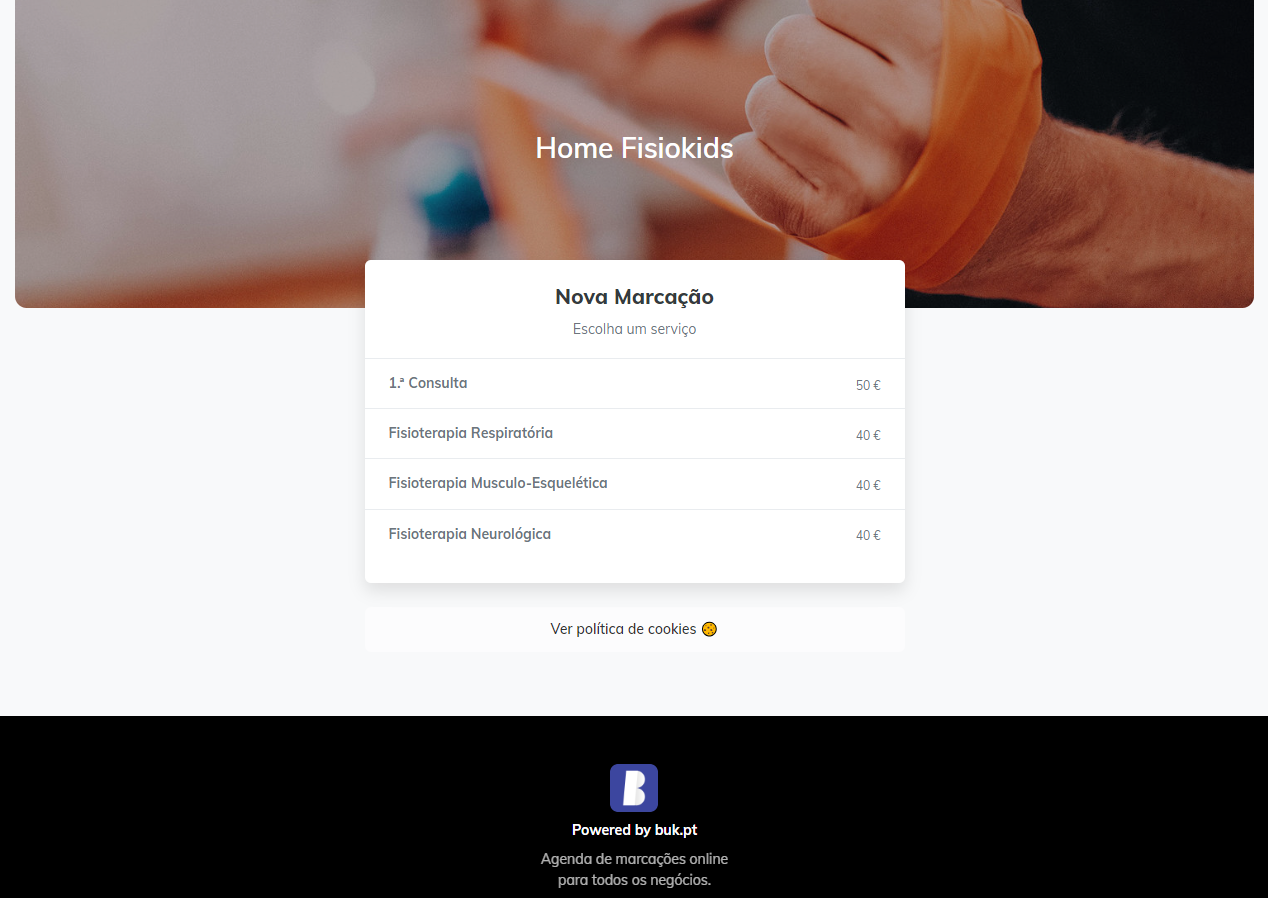 Home Fisiokids
Nova Marcação
Escolha um serviço
1.ª Consulta 50 €
Fisioterapia Respiratória 40 €
Fisioterapia Musculo-Esquelética 40 €
Fisioterapia Neurológica 40 €
Ver política de cookies 🍪
B
Powered by buk.pt
Agenda de marcações online
para todos os negócios.